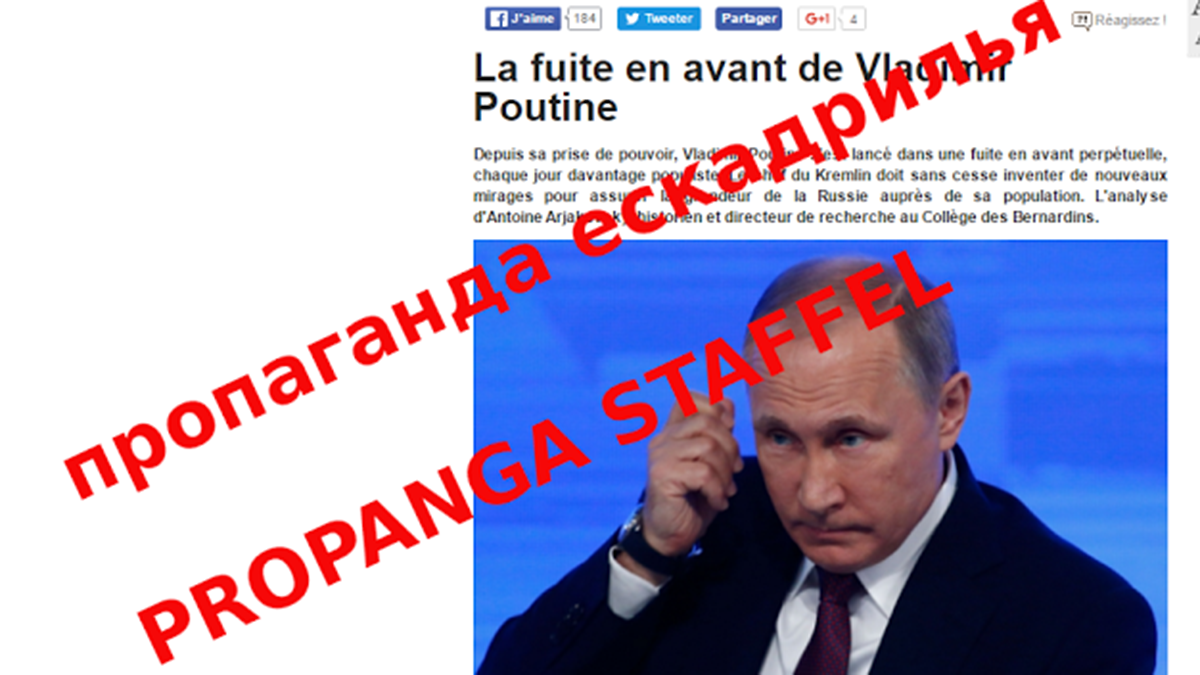 J'aime 184 Tweeter Partager G+1 4 Réagissez !
La fuite en avant de Vladimir
Poutine
Depuis sa prise de pouvoir, Vladimir Poutine s'est lancé dans une fuite en avant perpétuelle,
chaque jour davantage populiste. Le chef du Kremlin doit sans cesse inventer de nouveaux
mirages pour assurer la grandeur de la Russie auprès de sa population. L'analyse
d'Antoine Arjakovsky, historien et directeur de recherche au Collège des Bernardins.
пропаганда ескадрилья
PROPANGA STAFFEL